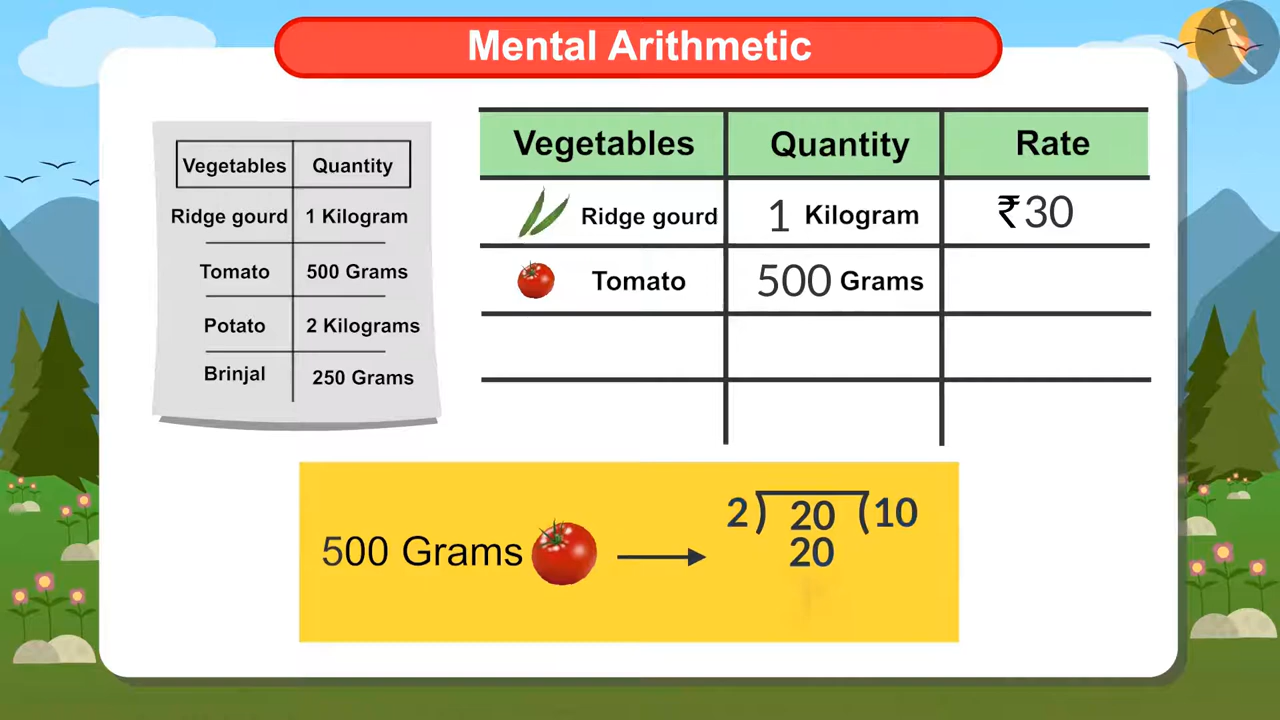 Mental Arithmetic
Vegetables Quantity
Ridge gourd 1 Kilogram
Tomato 500 Grams
Potato 2 Kilograms
Brinjal 250 Grams
Vegetables Quantity Rate
Ridge gourd 1 Kilogram ₹30
Tomato 500 Grams
500 Grams
2) 20 (10
20